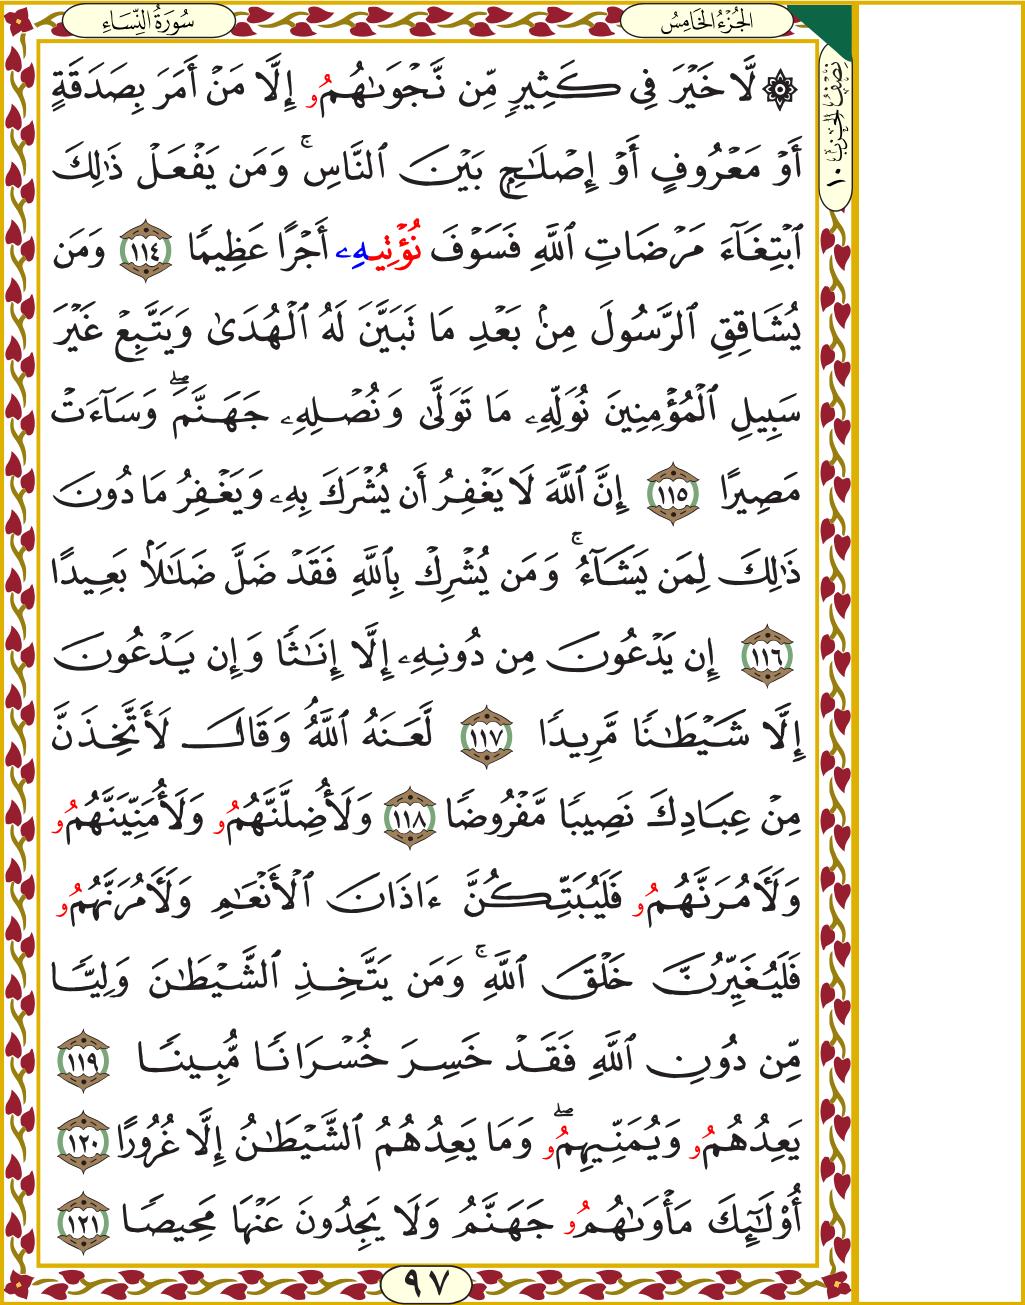 سُورَةُ النِّسَاءِ
الجُزْءُ الخَامِسُ
نِصْفُ الحِزْبِ ١٠
۞ لَّا خَيْرَ فِى كَثِيرٍ مِّن نَّجْوَىٰهُمُۥ إِلَّا مَنْ أَمَرَ بِصَدَقَةٍ
أَوْ مَعْرُوفٍ أَوْ إِصْلَٰحٍۭ بَيْنَ ٱلنَّاسِ ۚ وَمَن يَفْعَلْ ذَٰلِكَ
ٱبْتِغَآءَ مَرْضَاتِ ٱللَّهِ فَسَوْفَ نُؤْتِيهِۦ أَجْرًا عَظِيمًا ١١٤ وَمَن
يُشَاقِقِ ٱلرَّسُولَ مِنۢ بَعْدِ مَا تَبَيَّنَ لَهُ ٱلْهُدَىٰ وَيَتَّبِعْ غَيْرَ
سَبِيلِ ٱلْمُؤْمِنِينَ نُوَلِّهِۦ مَا تَوَلَّىٰ وَنُصْلِهِۦ جَهَنَّمَ ۖ وَسَآءَتْ
مَصِيرًا ١١٥ إِنَّ ٱللَّهَ لَا يَغْفِرُ أَن يُشْرَكَ بِهِۦ وَيَغْفِرُ مَا دُونَ
ذَٰلِكَ لِمَن يَشَآءُ ۚ وَمَن يُشْرِكْ بِٱللَّهِ فَقَدْ ضَلَّ ضَلَٰلًۢا بَعِيدًا
١١٦ إِن يَدْعُونَ مِن دُونِهِۦ إِلَّا إِنَٰثًا وَإِن يَدْعُونَ
إِلَّا شَيْطَٰنًا مَّرِيدًا ١١٧ لَّعَنَهُ ٱللَّهُ وَقَالَ لَأَتَّخِذَنَّ
مِنْ عِبَادِكَ نَصِيبًا مَّفْرُوضًا ١١٨ وَلَأُضِلَّنَّهُمُۥ وَلَأُمَنِّيَنَّهُمُۥ
وَلَأَمُرَنَّهُمُۥ فَلَيُبَتِّكُنَّ ءَاذَانَ ٱلْأَنْعَٰمِ وَلَأَمُرَنَّهُمُۥ
فَلَيُغَيِّرُنَّ خَلْقَ ٱللَّهِ ۚ وَمَن يَتَّخِذِ ٱلشَّيْطَٰنَ وَلِيًّا
مِّن دُونِ ٱللَّهِ فَقَدْ خَسِرَ خُسْرَانًا مُّبِينًا ١١٩
يَعِدُهُمُۥ وَيُمَنِّيهِمُۥ ۖ وَمَا يَعِدُهُمُ ٱلشَّيْطَٰنُ إِلَّا غُرُورًا ١٢٠
أُوْلَٰٓئِكَ مَأْوَىٰهُمُۥ جَهَنَّمُ وَلَا يَجِدُونَ عَنْهَا مَحِيصًا ١٢١
٩٧